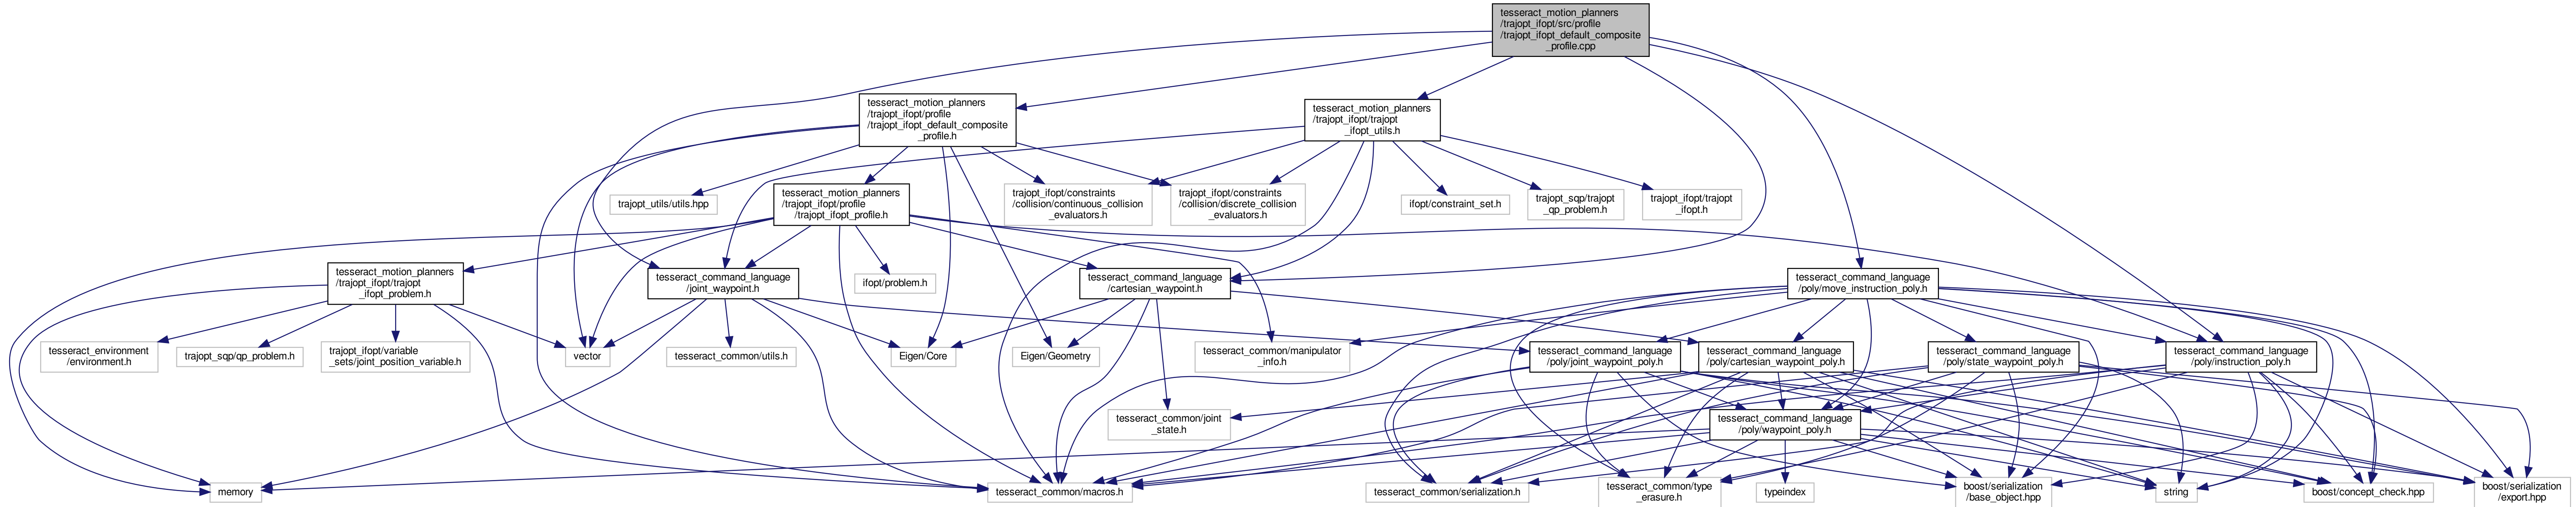 tesseract_motion_planners
/trajopt_ifopt/src/profile
/trajopt_ifopt_default_composite
_profile.cpp
tesseract_motion_planners
/trajopt_ifopt/profile
/trajopt_ifopt_default_composite
_profile.h
tesseract_motion_planners
/trajopt_ifopt/trajopt
_ifopt_utils.h
trajopt_utils/utils.hpp
tesseract_motion_planners
/trajopt_ifopt/profile
/trajopt_ifopt_profile.h
trajopt_ifopt/constraints
/collision/continuous_collision
_evaluators.h
trajopt_ifopt/constraints
/collision/discrete_collision
_evaluators.h
ifopt/constraint_set.h
trajopt_sqp/trajopt
_qp_problem.h
trajopt_ifopt/trajopt
_ifopt.h
tesseract_motion_planners
/trajopt_ifopt/trajopt
_ifopt_problem.h
tesseract_command_language
/joint_waypoint.h
ifopt/problem.h
tesseract_command_language
/cartesian_waypoint.h
tesseract_command_language
/poly/move_instruction_poly.h
tesseract_environment
/environment.h
trajopt_sqp/qp_problem.h
trajopt_ifopt/variable
_sets/joint_position_variable.h
vector
tesseract_common/utils.h
Eigen/Core
Eigen/Geometry
tesseract_common/manipulator
_info.h
tesseract_command_language
/poly/joint_waypoint_poly.h
tesseract_command_language
/poly/cartesian_waypoint_poly.h
tesseract_command_language
/poly/state_waypoint_poly.h
tesseract_command_language
/poly/instruction_poly.h
tesseract_common/joint
_state.h
tesseract_command_language
/poly/waypoint_poly.h
memory
tesseract_common/macros.h
tesseract_common/serialization.h
tesseract_common/type
_erasure.h
typeindex
boost/serialization
/base_object.hpp
string
boost/concept_check.hpp
boost/serialization
/export.hpp